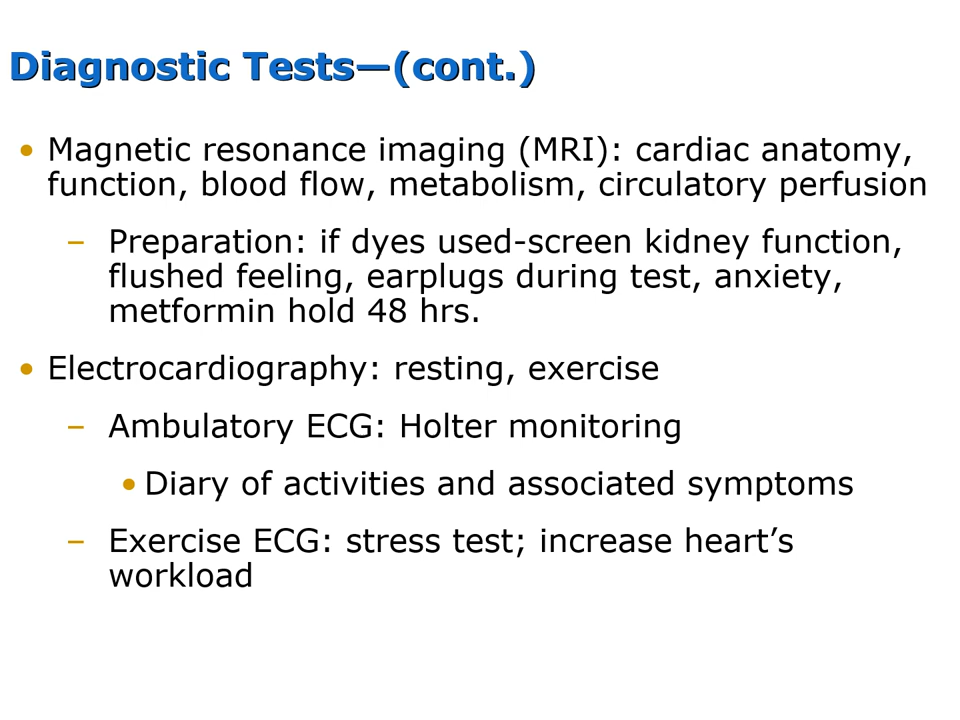 Diagnostic Tests—(cont.)
• Magnetic resonance imaging (MRI): cardiac anatomy,
function, blood flow, metabolism, circulatory perfusion
– Preparation: if dyes used-screen kidney function,
flushed feeling, earplugs during test, anxiety,
metformin hold 48 hrs.
• Electrocardiography: resting, exercise
– Ambulatory ECG: Holter monitoring
• Diary of activities and associated symptoms
– Exercise ECG: stress test; increase heart’s
workload